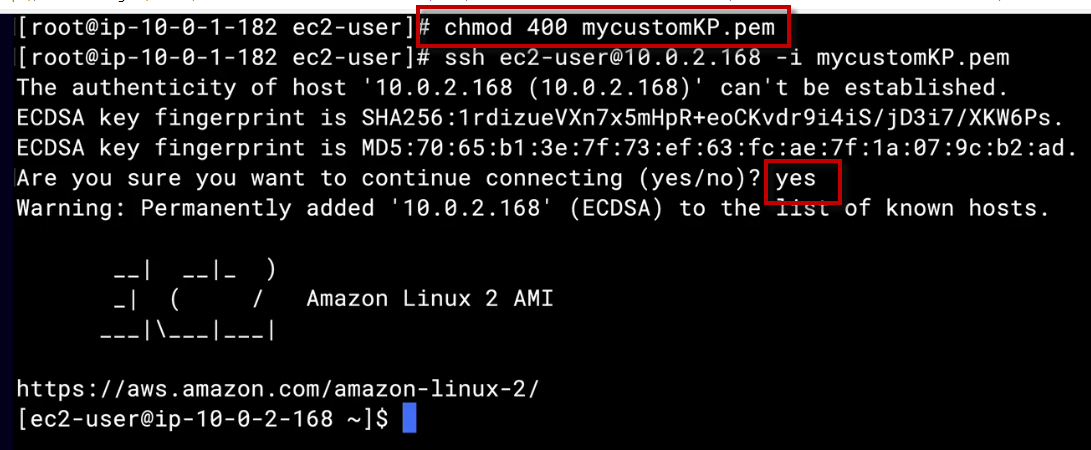 [root@ip-10-0-1-182 ec2-user]# chmod 400 mycustomKP.pem
[root@ip-10-0-1-182 ec2-user]# ssh ec2-user@10.0.2.168 -i mycustomKP.pem
The authenticity of host '10.0.2.168 (10.0.2.168)' can't be established.
ECDSA key fingerprint is SHA256:1rdizueVXn7x5mHpR+eoCKvdr9i4iS/jD3i7/XKW6Ps.
ECDSA key fingerprint is MD5:70:65:b1:3e:7f:73:ef:63:fc:ae:7f:1a:07:9c:b2:ad.
Are you sure you want to continue connecting (yes/no)? yes
Warning: Permanently added '10.0.2.168' (ECDSA) to the list of known hosts.
       __|  __|_  )
       _|  (     /   Amazon Linux 2 AMI
      ___|\___|___|
https://aws.amazon.com/amazon-linux-2/
[ec2-user@ip-10-0-2-168 ~]$